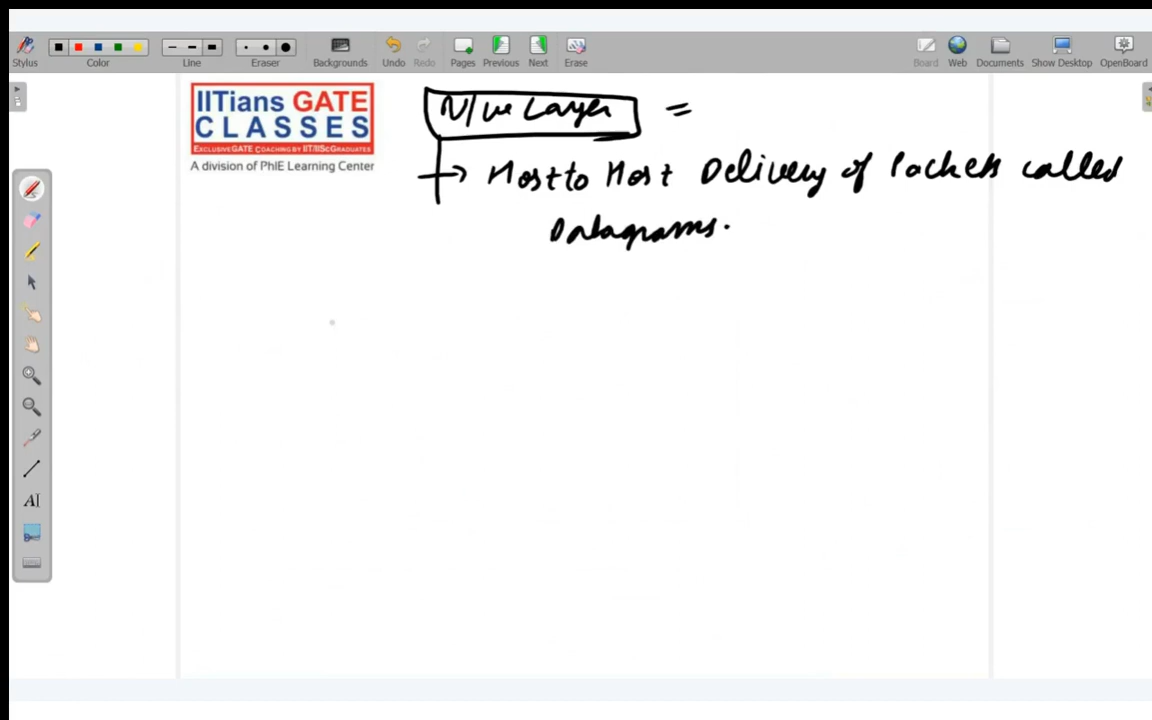 Stylus
Color
Line
Eraser
Backgrounds
Undo
Redo
Pages
Previous
Next
Erase
Board
Web
Documents
Show Desktop
OpenBoard
IITians GATE
CLASSES
EXCLUSIVE GATE COACHING BY IIT/IISc GRADUATES
A division of PhIE Learning Center
N/w Layer =
→ Host to Host Delivery of Packets called
Datagrams.
AI